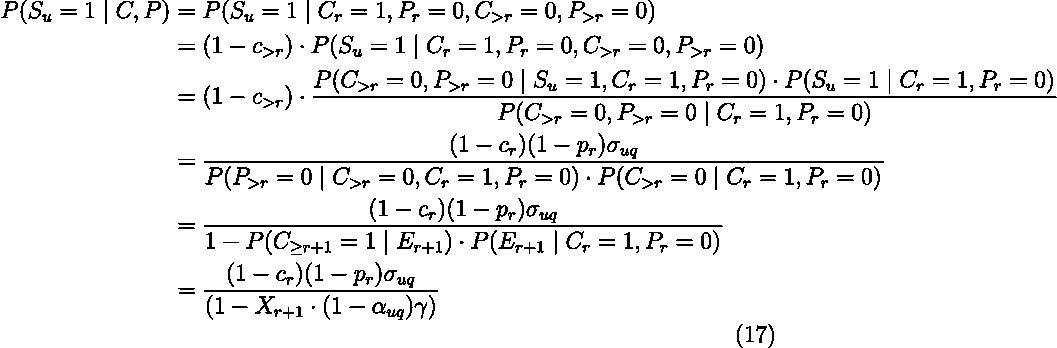 P(S_u = 1 | C, P) = P(S_u = 1 | C_r = 1, P_r = 0, C_{>r} = 0, P_{>r} = 0)
= (1 − c_{>r}) · P(S_u = 1 | C_r = 1, P_r = 0, C_{>r} = 0, P_{>r} = 0)
= (1 − c_{>r}) · \frac{P(C_{>r} = 0, P_{>r} = 0 | S_u = 1, C_r = 1, P_r = 0) · P(S_u = 1 | C_r = 1, P_r = 0)}{P(C_{>r} = 0, P_{>r} = 0 | C_r = 1, P_r = 0)}
= \frac{(1 − c_r)(1 − p_r)σ_{uq}}{P(P_{>r} = 0 | C_{>r} = 0, C_r = 1, P_r = 0) · P(C_{>r} = 0 | C_r = 1, P_r = 0)}
= \frac{(1 − c_r)(1 − p_r)σ_{uq}}{1 − P(C_{≥r+1} = 1 | E_{r+1}) · P(E_{r+1} | C_r = 1, P_r = 0)}
= \frac{(1 − c_r)(1 − p_r)σ_{uq}}{(1 − X_{r+1} · (1 − α_{uq})γ)}
(17)